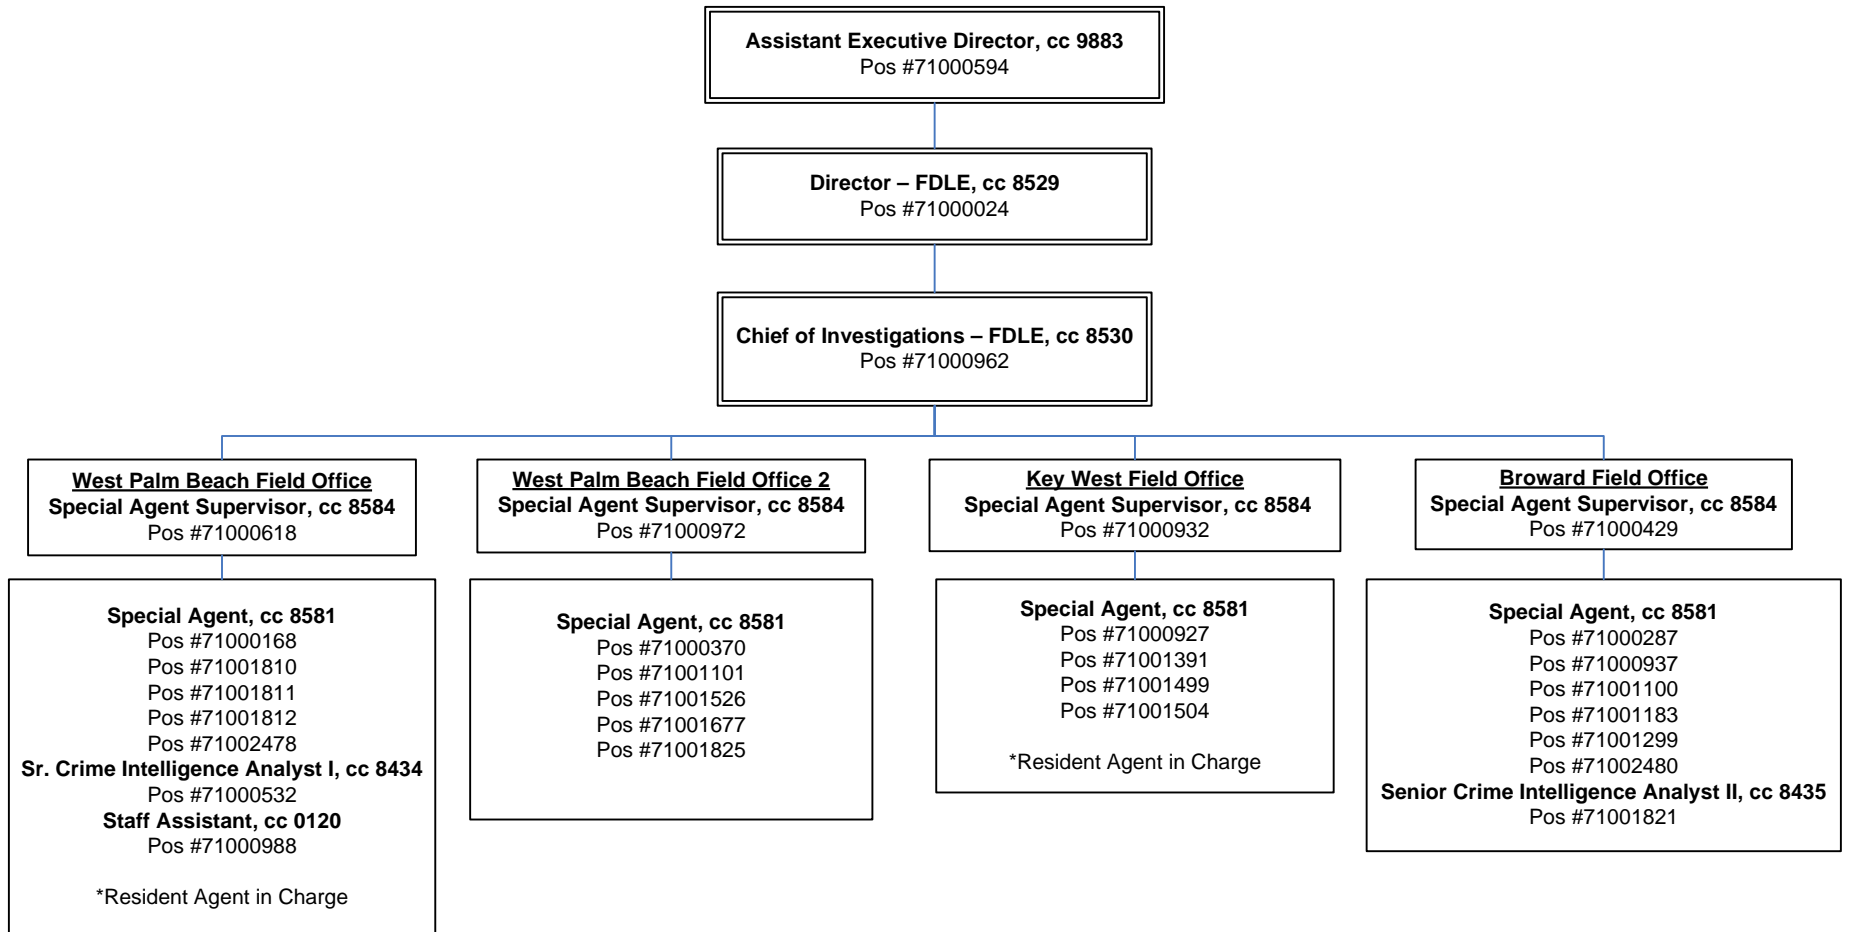 Assistant Executive Director, cc 9883
Pos #71000594
Director – FDLE, cc 8529
Pos #71000024
Chief of Investigations – FDLE, cc 8530
Pos #71000962
West Palm Beach Field Office
Special Agent Supervisor, cc 8584
Pos #71000618
West Palm Beach Field Office 2
Special Agent Supervisor, cc 8584
Pos #71000972
Key West Field Office
Special Agent Supervisor, cc 8584
Pos #71000932
Broward Field Office
Special Agent Supervisor, cc 8584
Pos #71000429
Special Agent, cc 8581
Pos #71000168
Pos #71001810
Pos #71001811
Pos #71001812
Pos #71002478
Sr. Crime Intelligence Analyst I, cc 8434
Pos #71000532
Staff Assistant, cc 0120
Pos #71000988
*Resident Agent in Charge
Special Agent, cc 8581
Pos #71000370
Pos #71001101
Pos #71001526
Pos #71001677
Pos #71001825
Special Agent, cc 8581
Pos #71000927
Pos #71001391
Pos #71001499
Pos #71001504
*Resident Agent in Charge
Special Agent, cc 8581
Pos #71000287
Pos #71000937
Pos #71001100
Pos #71001183
Pos #71001299
Pos #71002480
Senior Crime Intelligence Analyst II, cc 8435
Pos #71001821